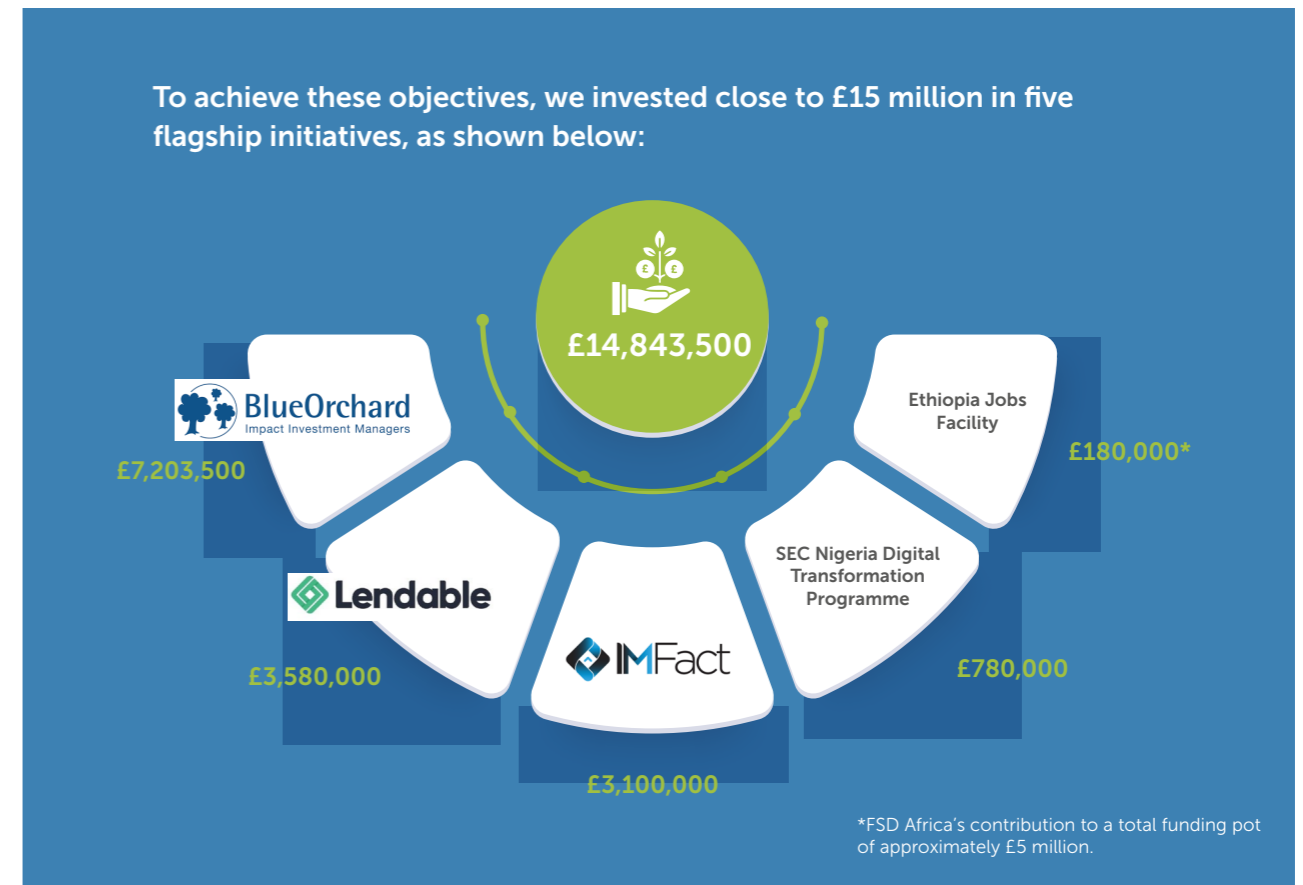 To achieve these objectives, we invested close to £15 million in five
flagship initiatives, as shown below:
£ £
£14,843,500
BlueOrchard
Impact Investment Managers
£7,203,500
Lendable
£3,580,000
IMFact
£3,100,000
SEC Nigeria Digital
Transformation
Programme
£780,000
Ethiopia Jobs
Facility
£180,000*
*FSD Africa's contribution to a total funding pot
of approximately £5 million.